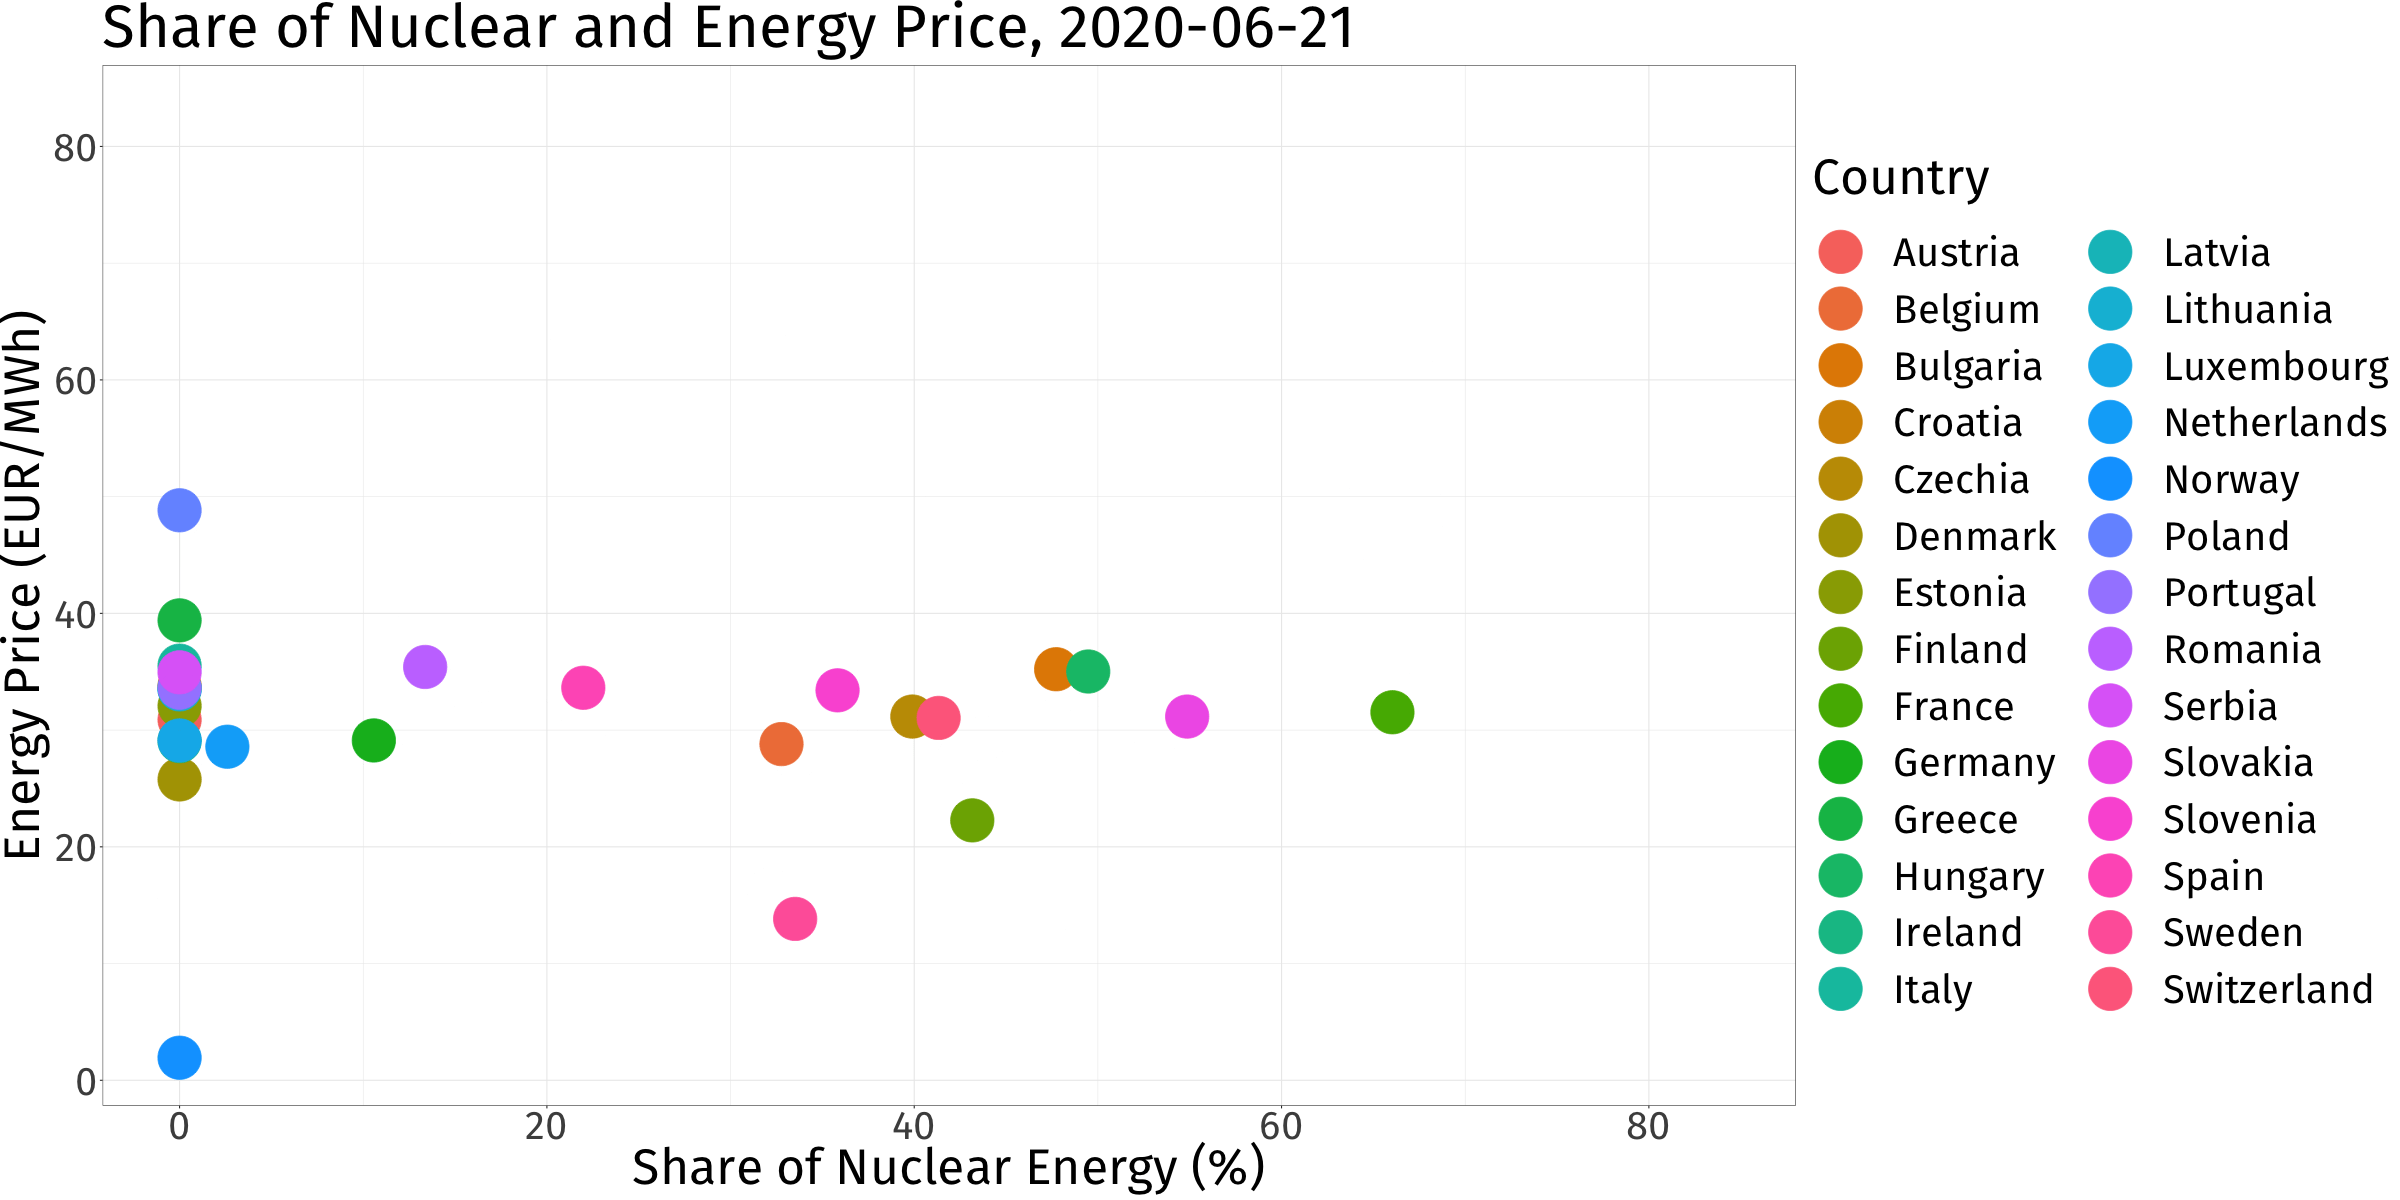 Share of Nuclear and Energy Price, 2020-06-21
Energy Price (EUR/MWh)
80
60
40
20
0
0 20 40 60 80
Share of Nuclear Energy (%)
Country
Austria
Belgium
Bulgaria
Croatia
Czechia
Denmark
Estonia
Finland
France
Germany
Greece
Hungary
Ireland
Italy
Latvia
Lithuania
Luxembourg
Netherlands
Norway
Poland
Portugal
Romania
Serbia
Slovakia
Slovenia
Spain
Sweden
Switzerland